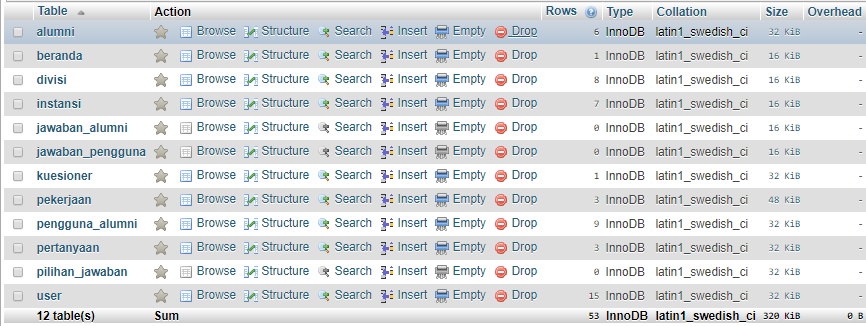 Table Action Rows Type Collation Size Overhead
alumni Browse Structure Search Insert Empty Drop 6 InnoDB latin1_swedish_ci 32 KiB -
beranda Browse Structure Search Insert Empty Drop 1 InnoDB latin1_swedish_ci 16 KiB -
divisi Browse Structure Search Insert Empty Drop 8 InnoDB latin1_swedish_ci 16 KiB -
instansi Browse Structure Search Insert Empty Drop 7 InnoDB latin1_swedish_ci 16 KiB -
jawaban_alumni Browse Structure Search Insert Empty Drop 0 InnoDB latin1_swedish_ci 16 KiB -
jawaban_pengguna Browse Structure Search Insert Empty Drop 0 InnoDB latin1_swedish_ci 16 KiB -
kuesioner Browse Structure Search Insert Empty Drop 1 InnoDB latin1_swedish_ci 32 KiB -
pekerjaan Browse Structure Search Insert Empty Drop 3 InnoDB latin1_swedish_ci 48 KiB -
pengguna_alumni Browse Structure Search Insert Empty Drop 9 InnoDB latin1_swedish_ci 32 KiB -
pertanyaan Browse Structure Search Insert Empty Drop 3 InnoDB latin1_swedish_ci 32 KiB -
pilihan_jawaban Browse Structure Search Insert Empty Drop 0 InnoDB latin1_swedish_ci 32 KiB -
user Browse Structure Search Insert Empty Drop 15 InnoDB latin1_swedish_ci 32 KiB -
12 table(s) Sum 53 InnoDB latin1_swedish_ci 320 KiB 0 B